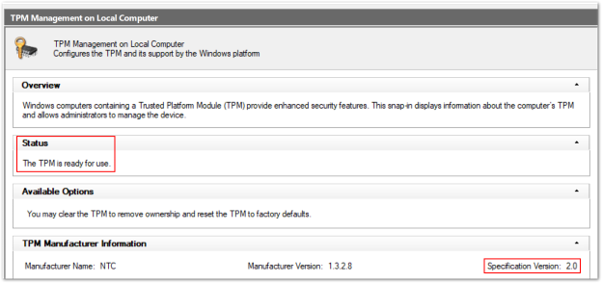 TPM Management on Local Computer
TPM Management on Local Computer
Configures the TPM and its support by the Windows platform
Overview
Windows computers containing a Trusted Platform Module (TPM) provide enhanced security features. This snap-in displays information about the computer's TPM
and allows administrators to manage the device.
Status
The TPM is ready for use.
Available Options
You may clear the TPM to remove ownership and reset the TPM to factory defaults.
TPM Manufacturer Information
Manufacturer Name: NTC Manufacturer Version: 1.3.2.8 Specification Version: 2.0